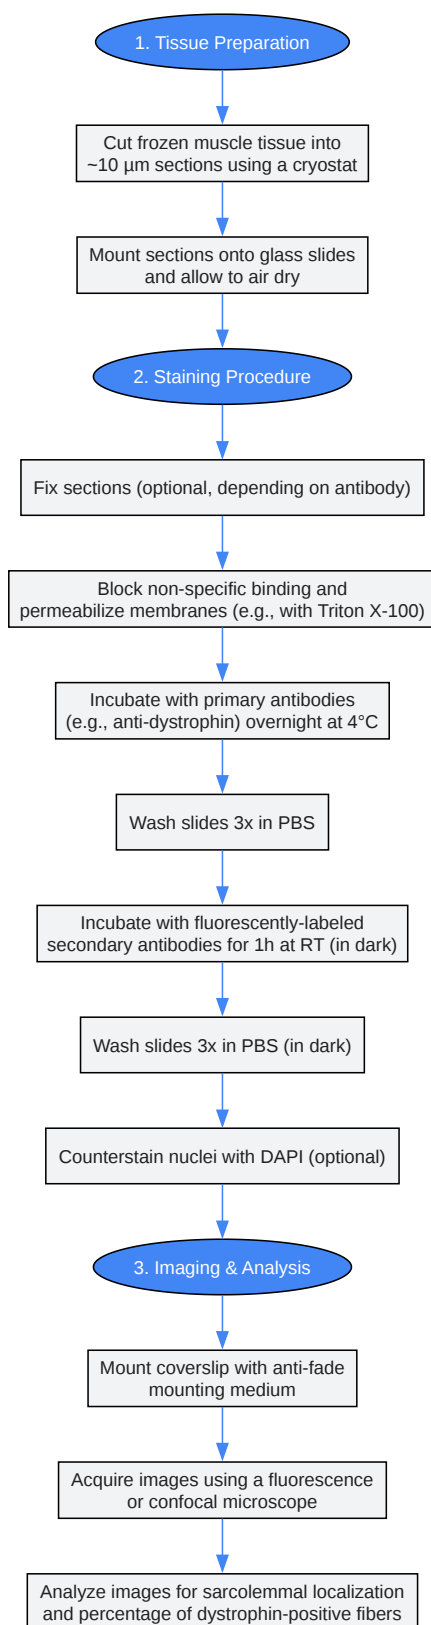 1. Tissue Preparation
Cut frozen muscle tissue into
~10 µm sections using a cryostat
Mount sections onto glass slides
and allow to air dry
2. Staining Procedure
Fix sections (optional, depending on antibody)
Block non-specific binding and
permeabilize membranes (e.g., with Triton X-100)
Incubate with primary antibodies
(e.g., anti-dystrophin) overnight at 4°C
Wash slides 3x in PBS
Incubate with fluorescently-labeled
secondary antibodies for 1h at RT (in dark)
Wash slides 3x in PBS (in dark)
Counterstain nuclei with DAPI (optional)
3. Imaging & Analysis
Mount coverslip with anti-fade
mounting medium
Acquire images using a fluorescence
or confocal microscope
Analyze images for sarcolemmal localization
and percentage of dystrophin-positive fibers